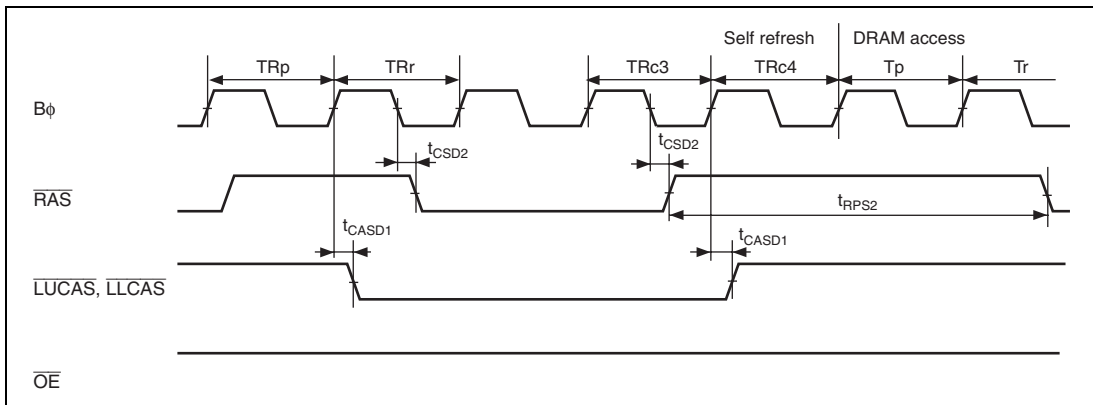 Self refresh DRAM access
TRp TRr TRc3 TRc4 Tp Tr
Bϕ
tCSD2 tCSD2
RAS
tRPS2
tCASD1 tCASD1
LUCAS, LLCAS
OE